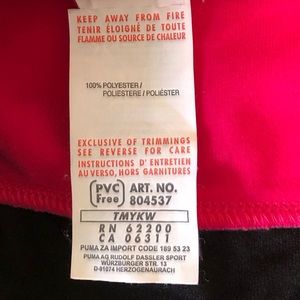 KEEP AWAY FROM FIRE
TENIR ÉLOIGNÉ DE TOUTE
FLAMME OU SOURCE DE CHALEUR
100% POLYESTER /
POLIESTERE / POLIÉSTER
EXCLUSIVE OF TRIMMINGS
SEE REVERSE FOR CARE
INSTRUCTIONS D'ENTRETIEN
AU VERSO, HORS GARNITURES
PVC Free
ART. NO.
804537
TMYKW
RN 62200
CA 06311
PUMA ZA IMPORT CODE 189 53 23
PUMA AG RUDOLF DASSLER SPORT
WÜRZBURGER STR. 13
D-91074 HERZOGENAURACH